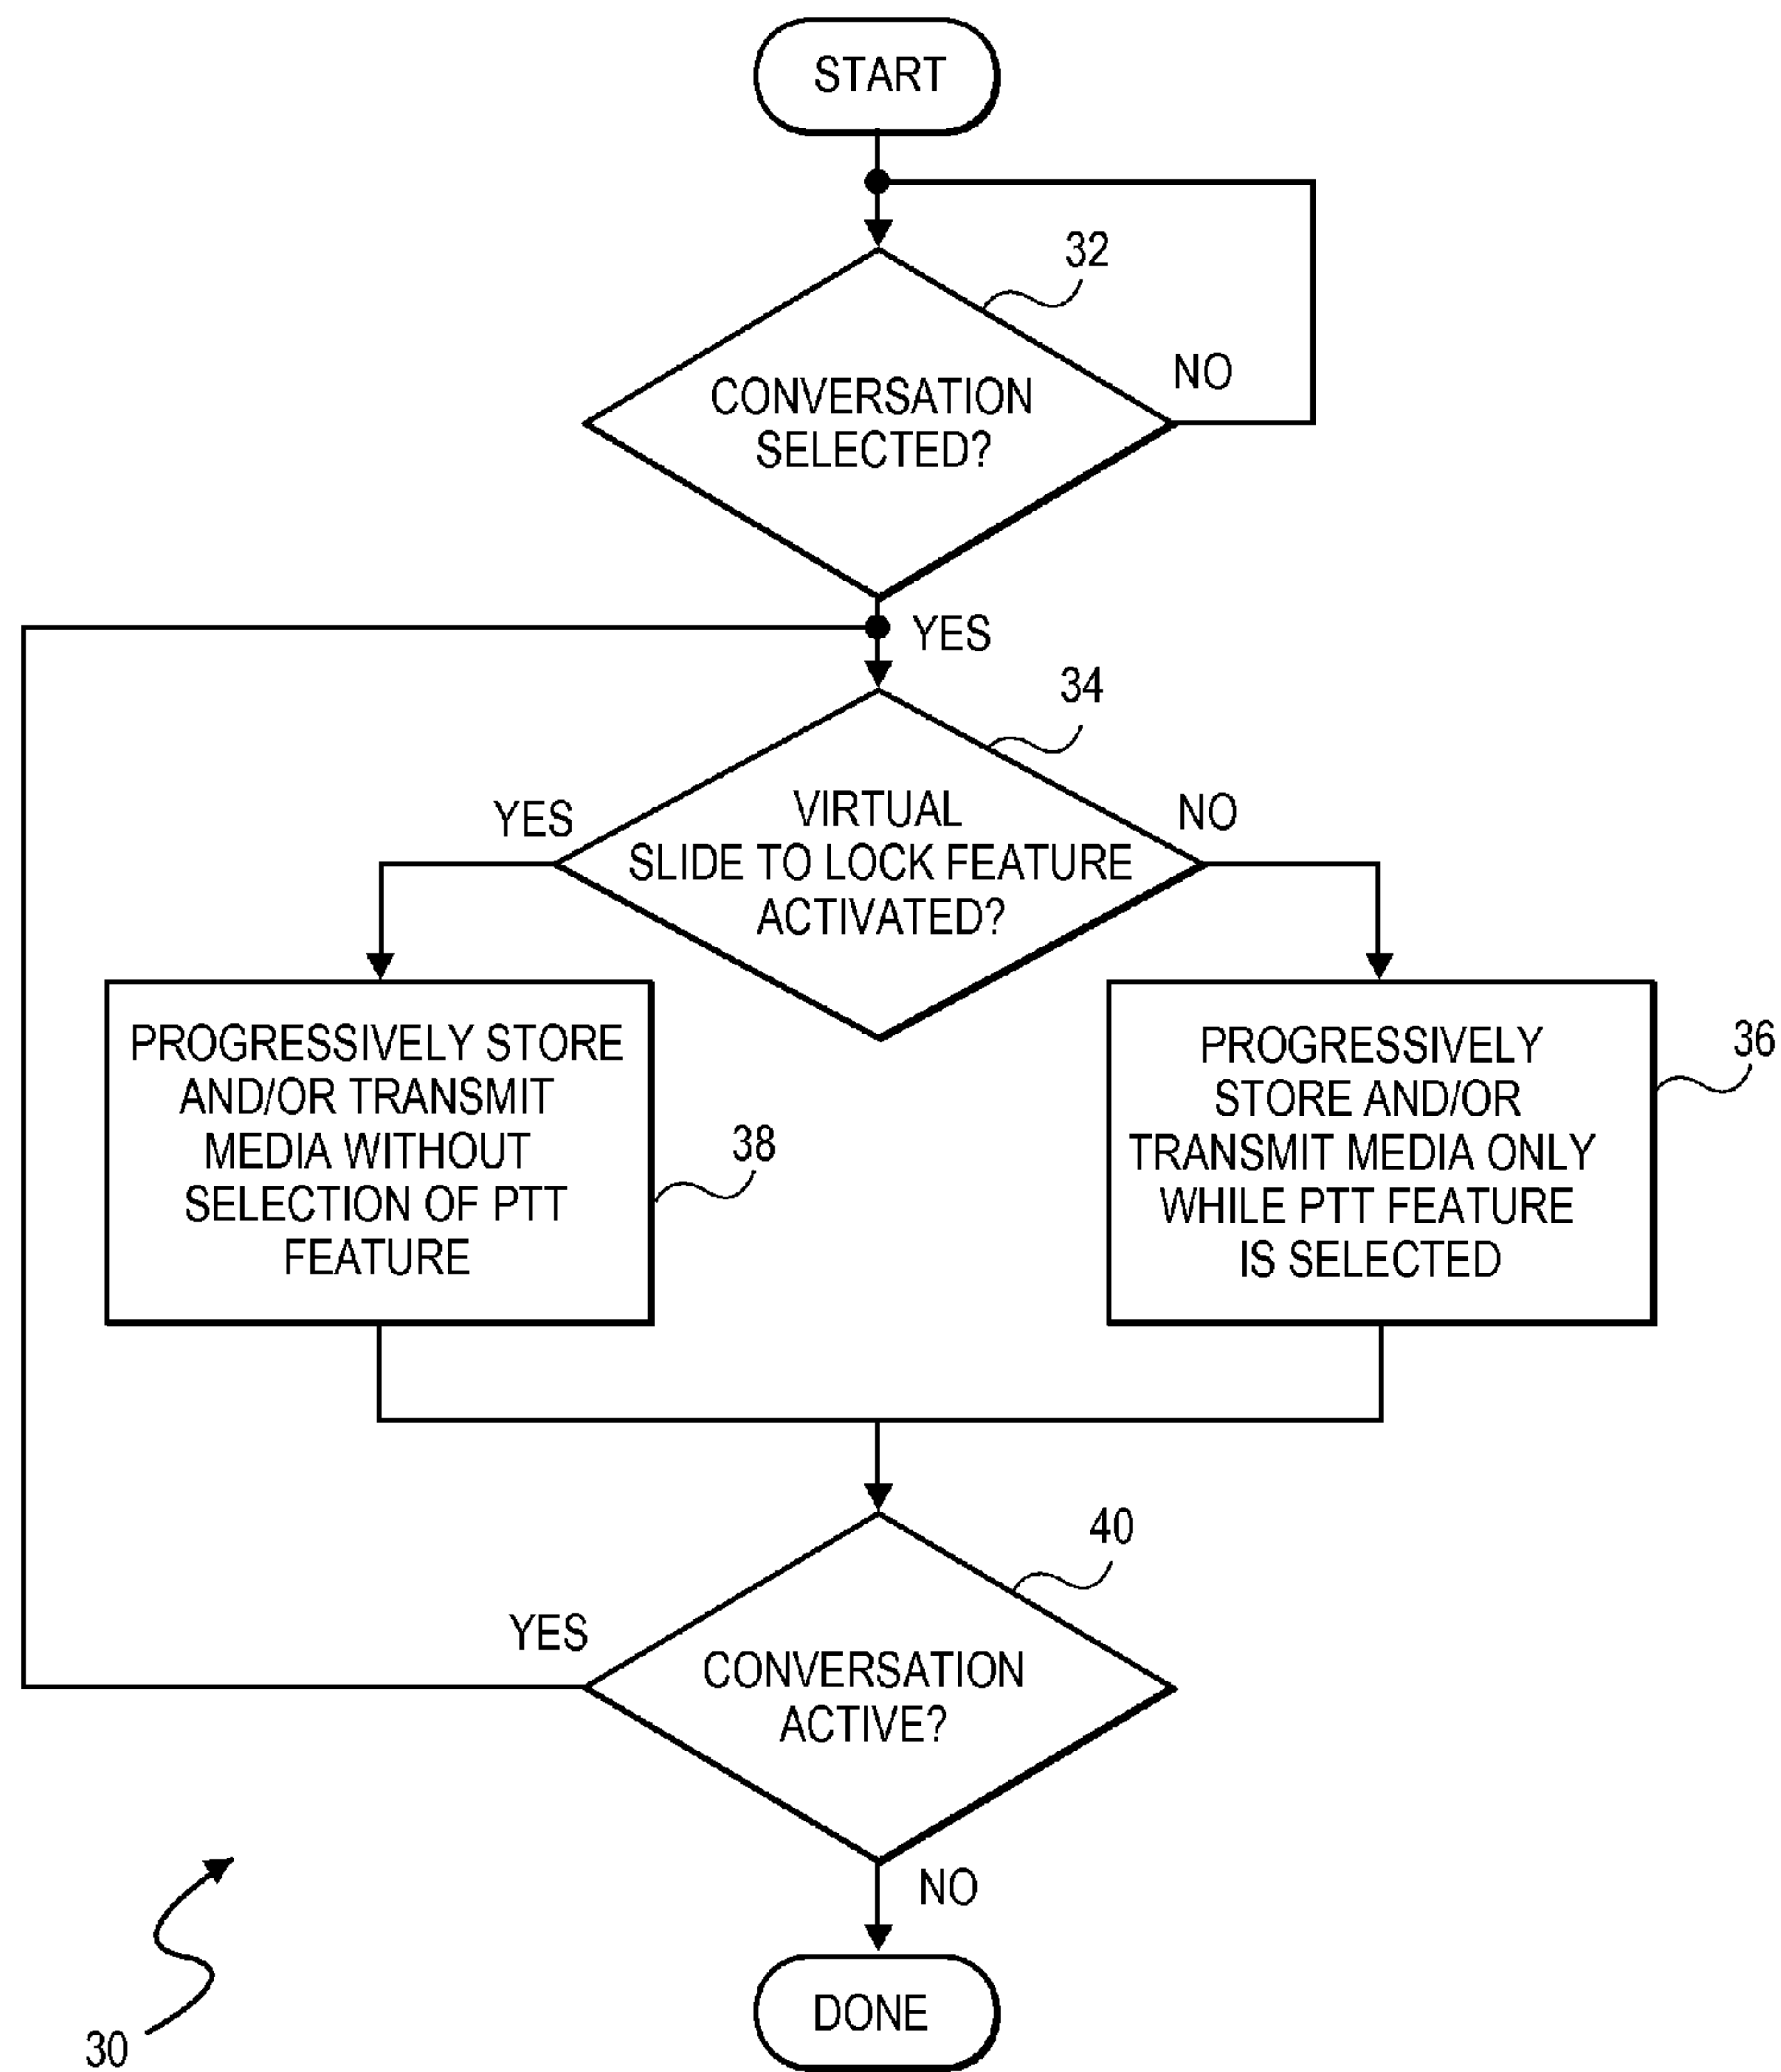 START
32
CONVERSATION
SELECTED?
NO
YES
34
VIRTUAL
SLIDE TO LOCK FEATURE
ACTIVATED?
YES
NO
PROGRESSIVELY STORE
AND/OR TRANSMIT
MEDIA WITHOUT
SELECTION OF PTT
FEATURE
38
PROGRESSIVELY
STORE AND/OR
TRANSMIT MEDIA ONLY
WHILE PTT FEATURE
IS SELECTED
36
40
CONVERSATION
ACTIVE?
YES
NO
DONE
30